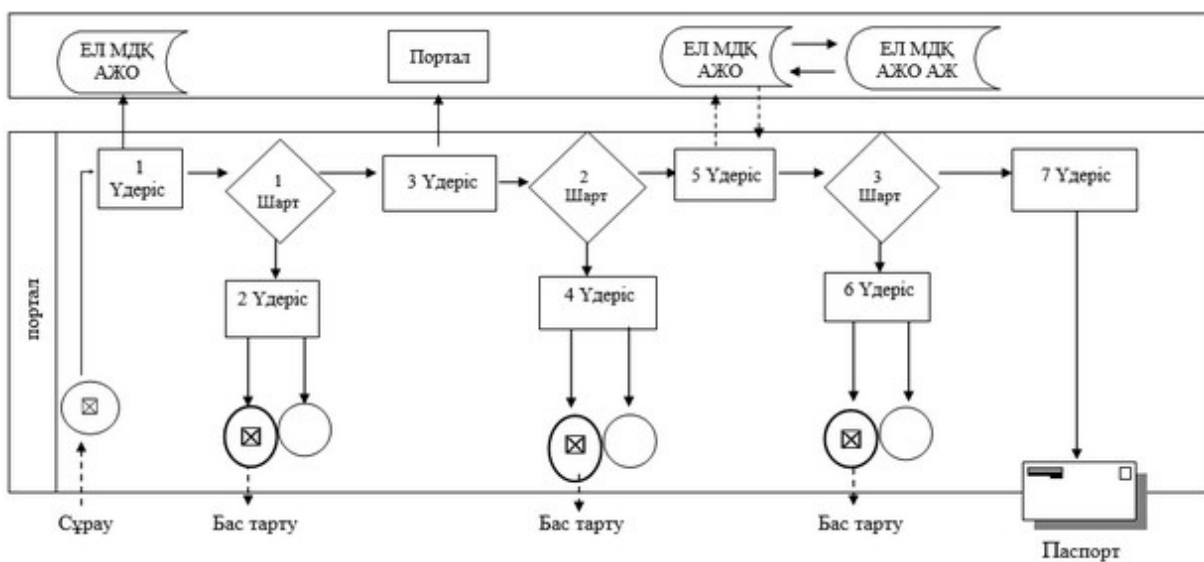 ЕЛ МДҚ
АЖО
Портал
ЕЛ МДҚ
АЖО
ЕЛ МДҚ
АЖО АЖ
портал
1
Үдеріс
1
Шарт
3 Үдеріс
2
Шарт
5 Үдеріс
3
Шарт
7 Үдеріс
2 Үдеріс
4 Үдеріс
6 Үдеріс
Сұрау
Бас тарту
Бас тарту
Бас тарту
Паспорт